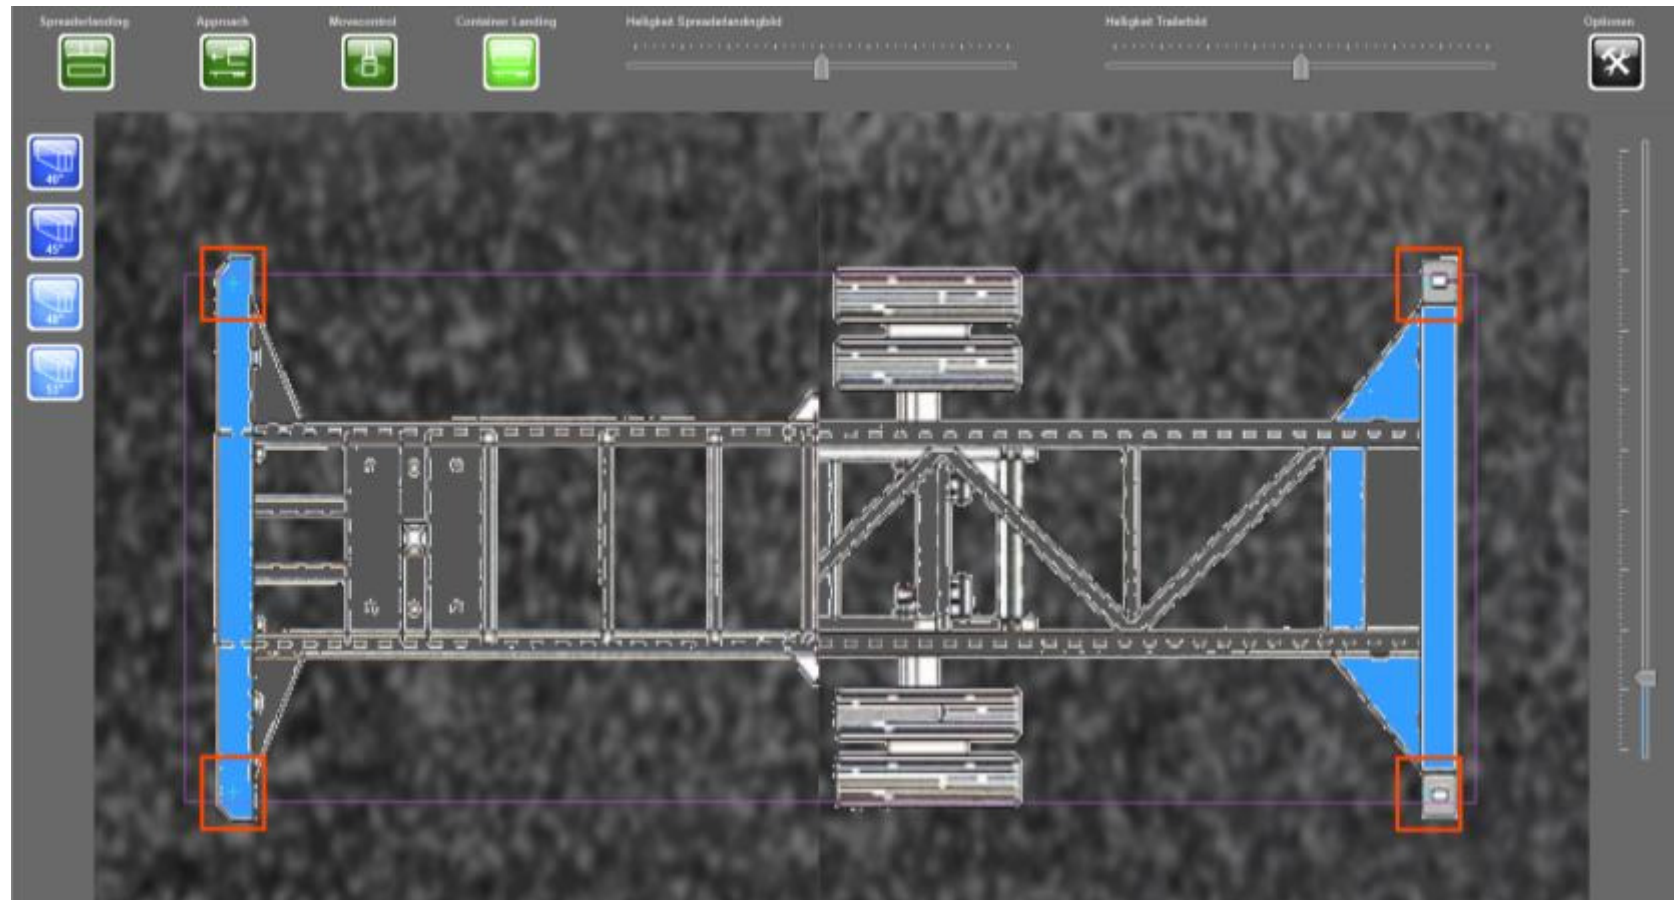 Spreaderlanding
Approach
Movecontrol
Container Landing
Helligkeit Spreaderlandingbild
Helligkeit Trailerbild
Optionen
40"
45"
48"
53"